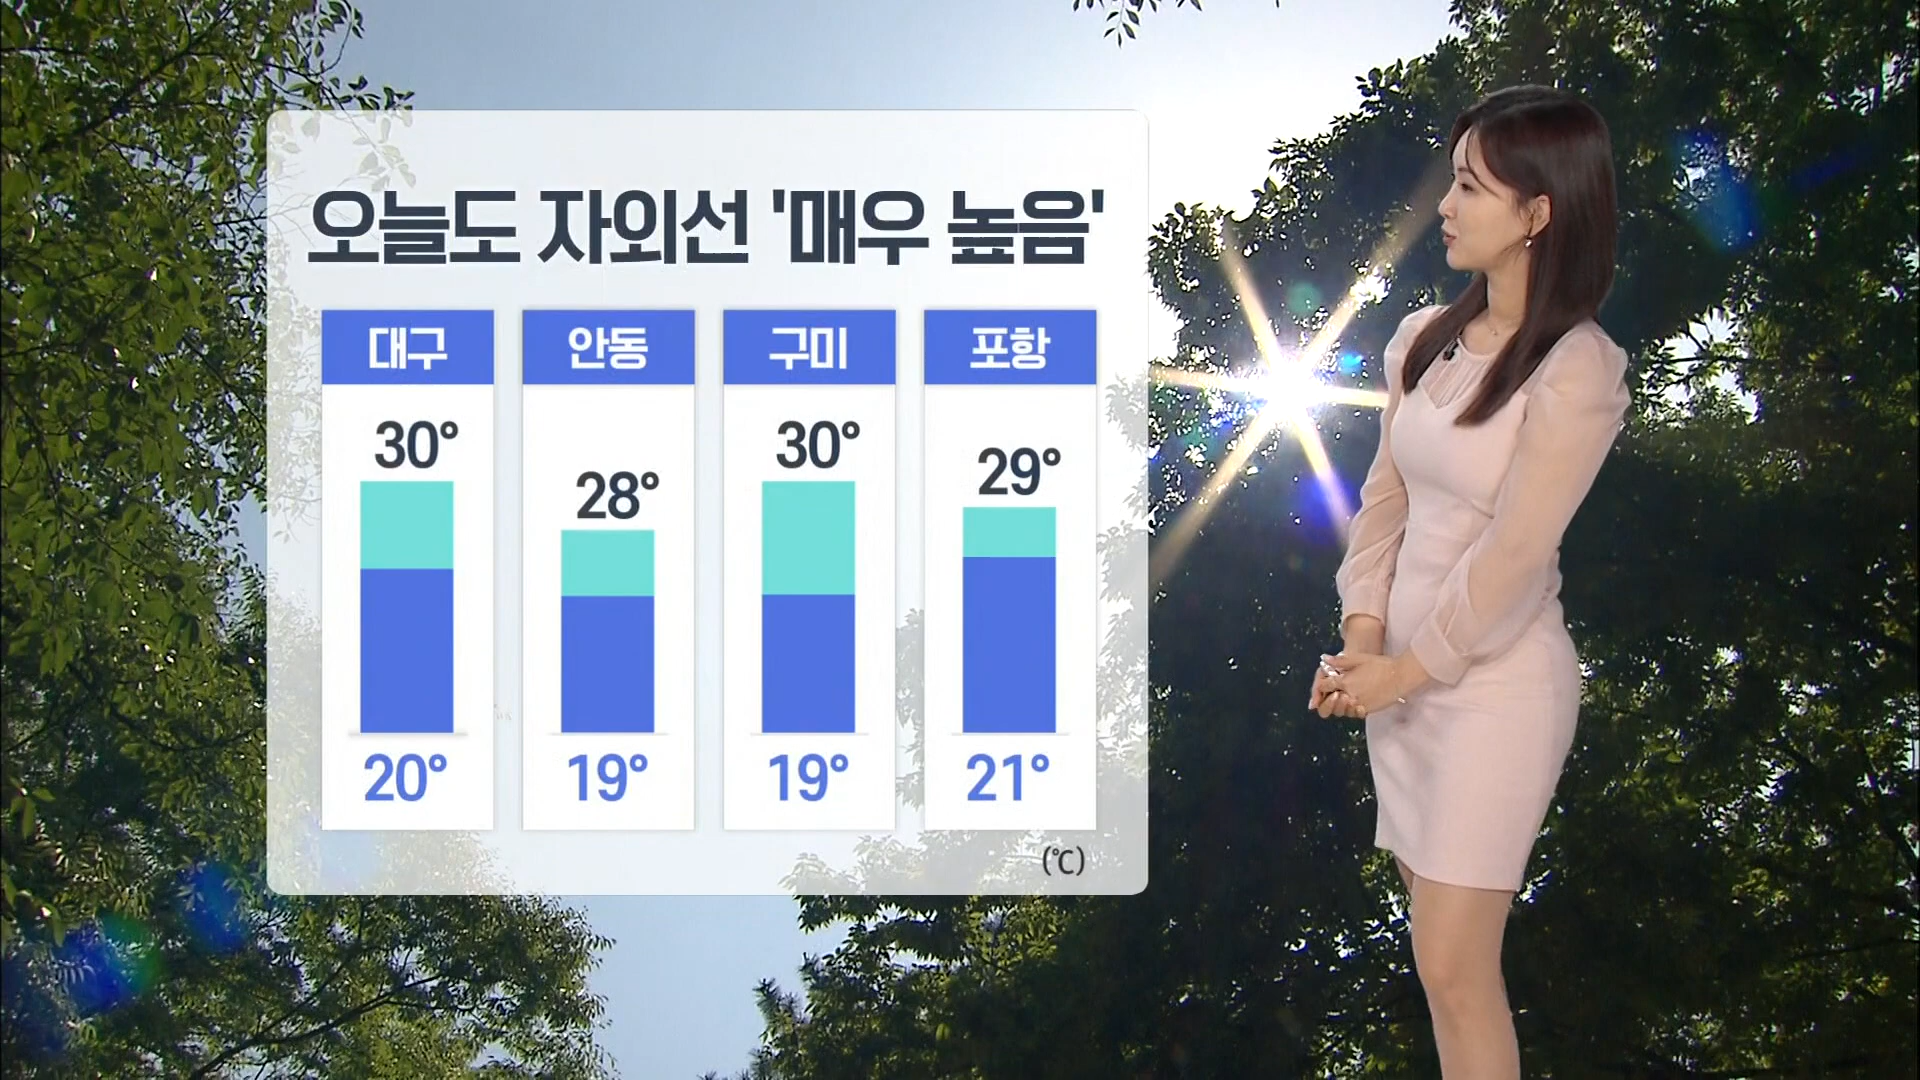 오늘도 자외선 '매우 높음'
대구 안동 구미 포항
30° 28° 30° 29°
20° 19° 19° 21°
(℃)